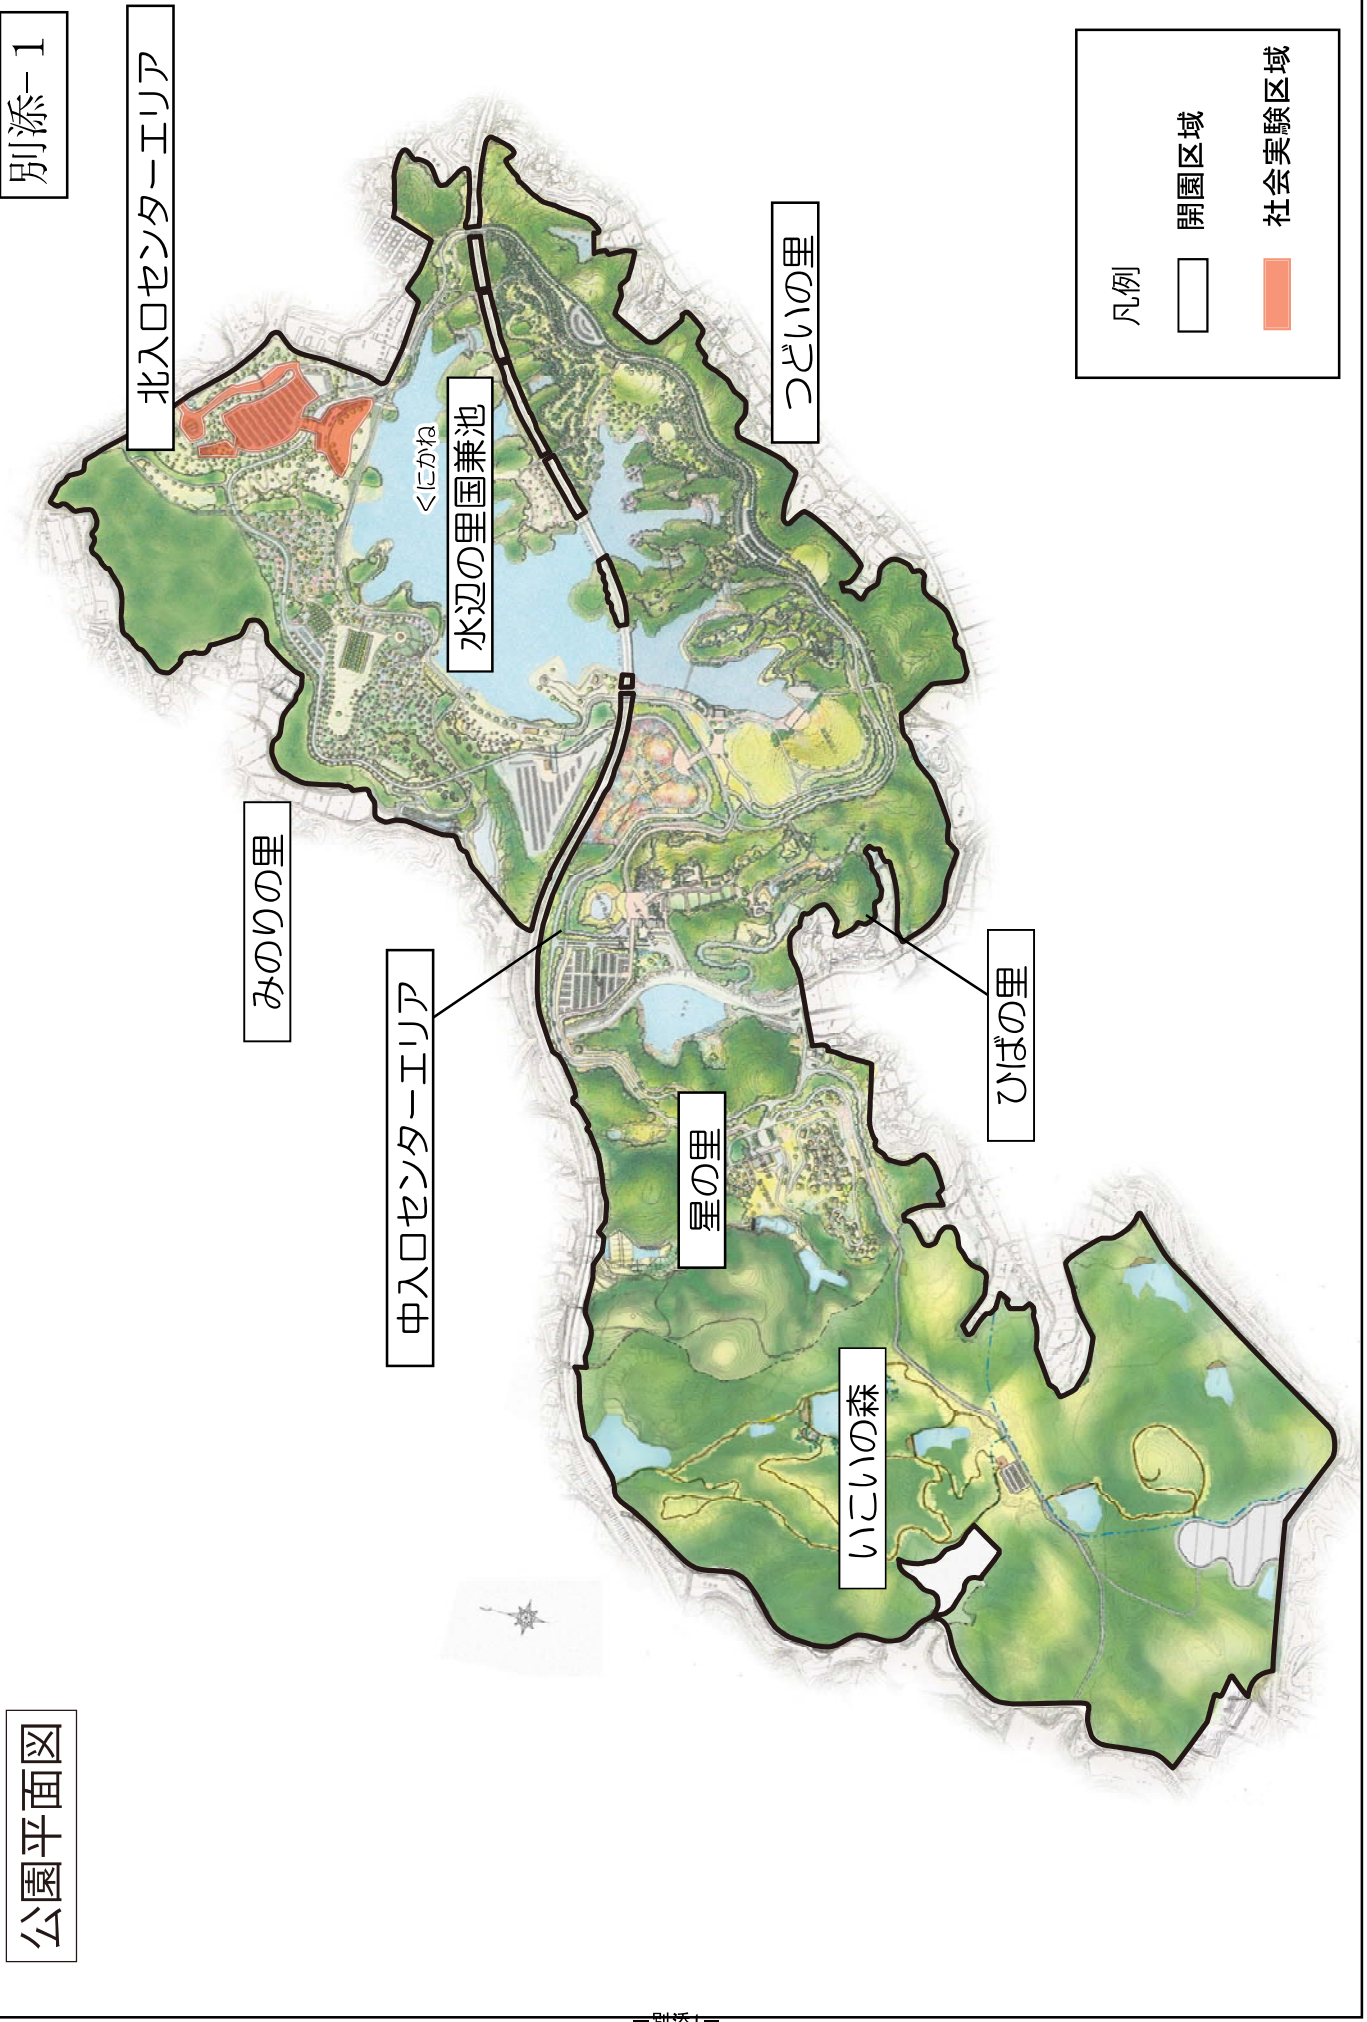 公園平面図
別添-1
北入口センターエリア
くにかね
水辺の里国兼池
みのりの里
つどいの里
中入口センターエリア
ひばの里
星の里
いこいの森
凡例
開園区域
社会実験区域